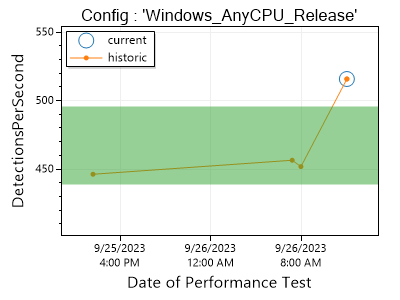 Config : 'Windows_AnyCPU_Release'
550
current
historic
500
450
DetectionsPerSecond
9/25/2023
4:00 PM
9/26/2023
12:00 AM
9/26/2023
8:00 AM
Date of Performance Test